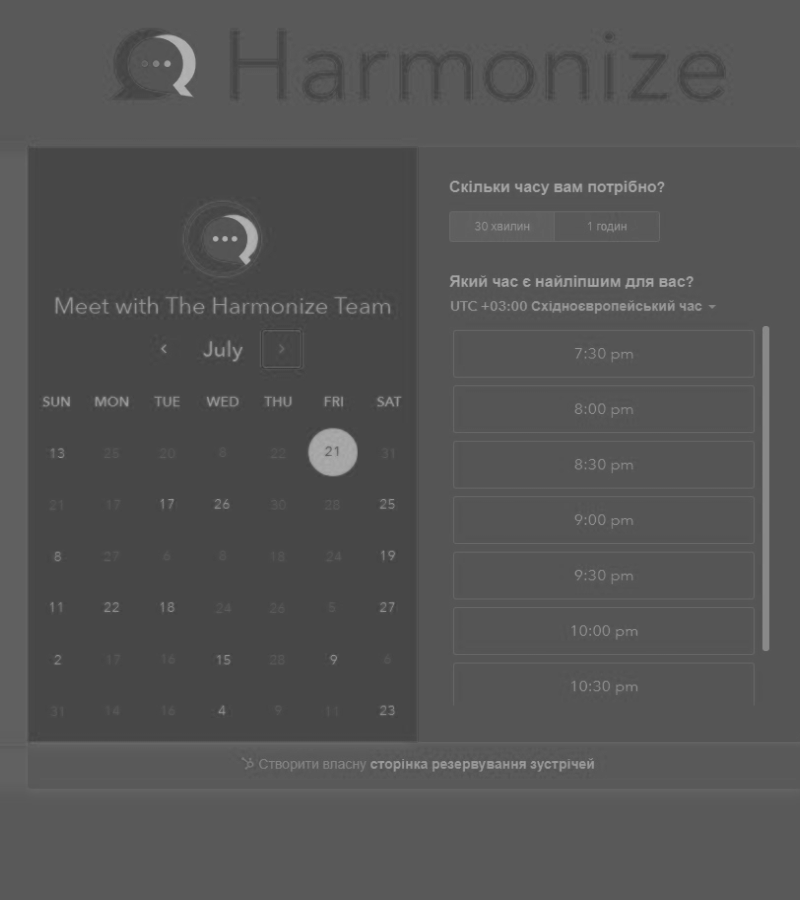 Harmonize
Meet with The Harmonize Team
July
SUN MON TUE WED THU FRI SAT
13 25 20 8 22 21 31
21 17 17 26 30 28 25
8 27 6 8 18 24 19
11 22 18 24 26 5 27
2 17 16 15 28 9 6
31 14 16 4 9 11 23
Скільки часу вам потрібно?
30 хвилин 1 годин
Який час є найліпшим для вас?
UTC +03:00 Східноєвропейський час
7:30 pm
8:00 pm
8:30 pm
9:00 pm
9:30 pm
10:00 pm
10:30 pm
Створити власну сторінка резервування зустрічей